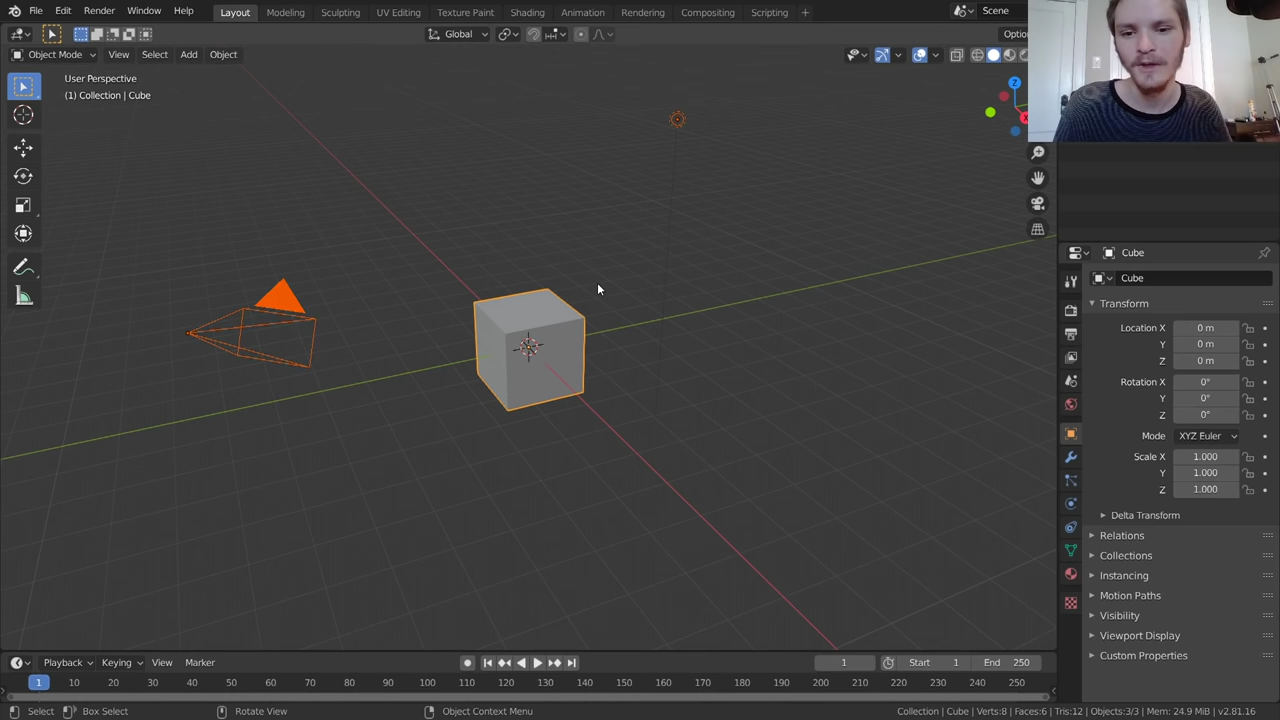 File Edit Render Window Help Layout Modeling Sculpting UV Editing Texture Paint Shading Animation Rendering Compositing Scripting + Scene
Global Optio
Object Mode View Select Add Object
User Perspective
(1) Collection | Cube
Z
X
Cube
Cube
Transform
Location X 0 m
Y 0 m
Z 0 m
Rotation X 0°
Y 0°
Z 0°
Mode XYZ Euler
Scale X 1.000
Y 1.000
Z 1.000
Delta Transform
Relations
Collections
Instancing
Motion Paths
Visibility
Viewport Display
Custom Properties
Playback Keying View Marker 1 Start 1 End 250
1 10 20 30 40 50 60 70 80 90 100 110 120 130 140 150 160 170 180 190 200 210 220 230 240 250
Select Box Select Rotate View Object Context Menu Collection | Cube | Verts:8 | Faces:6 | Tris:12 | Objects:3/3 | Mem: 24.9 MiB | v2.81.16